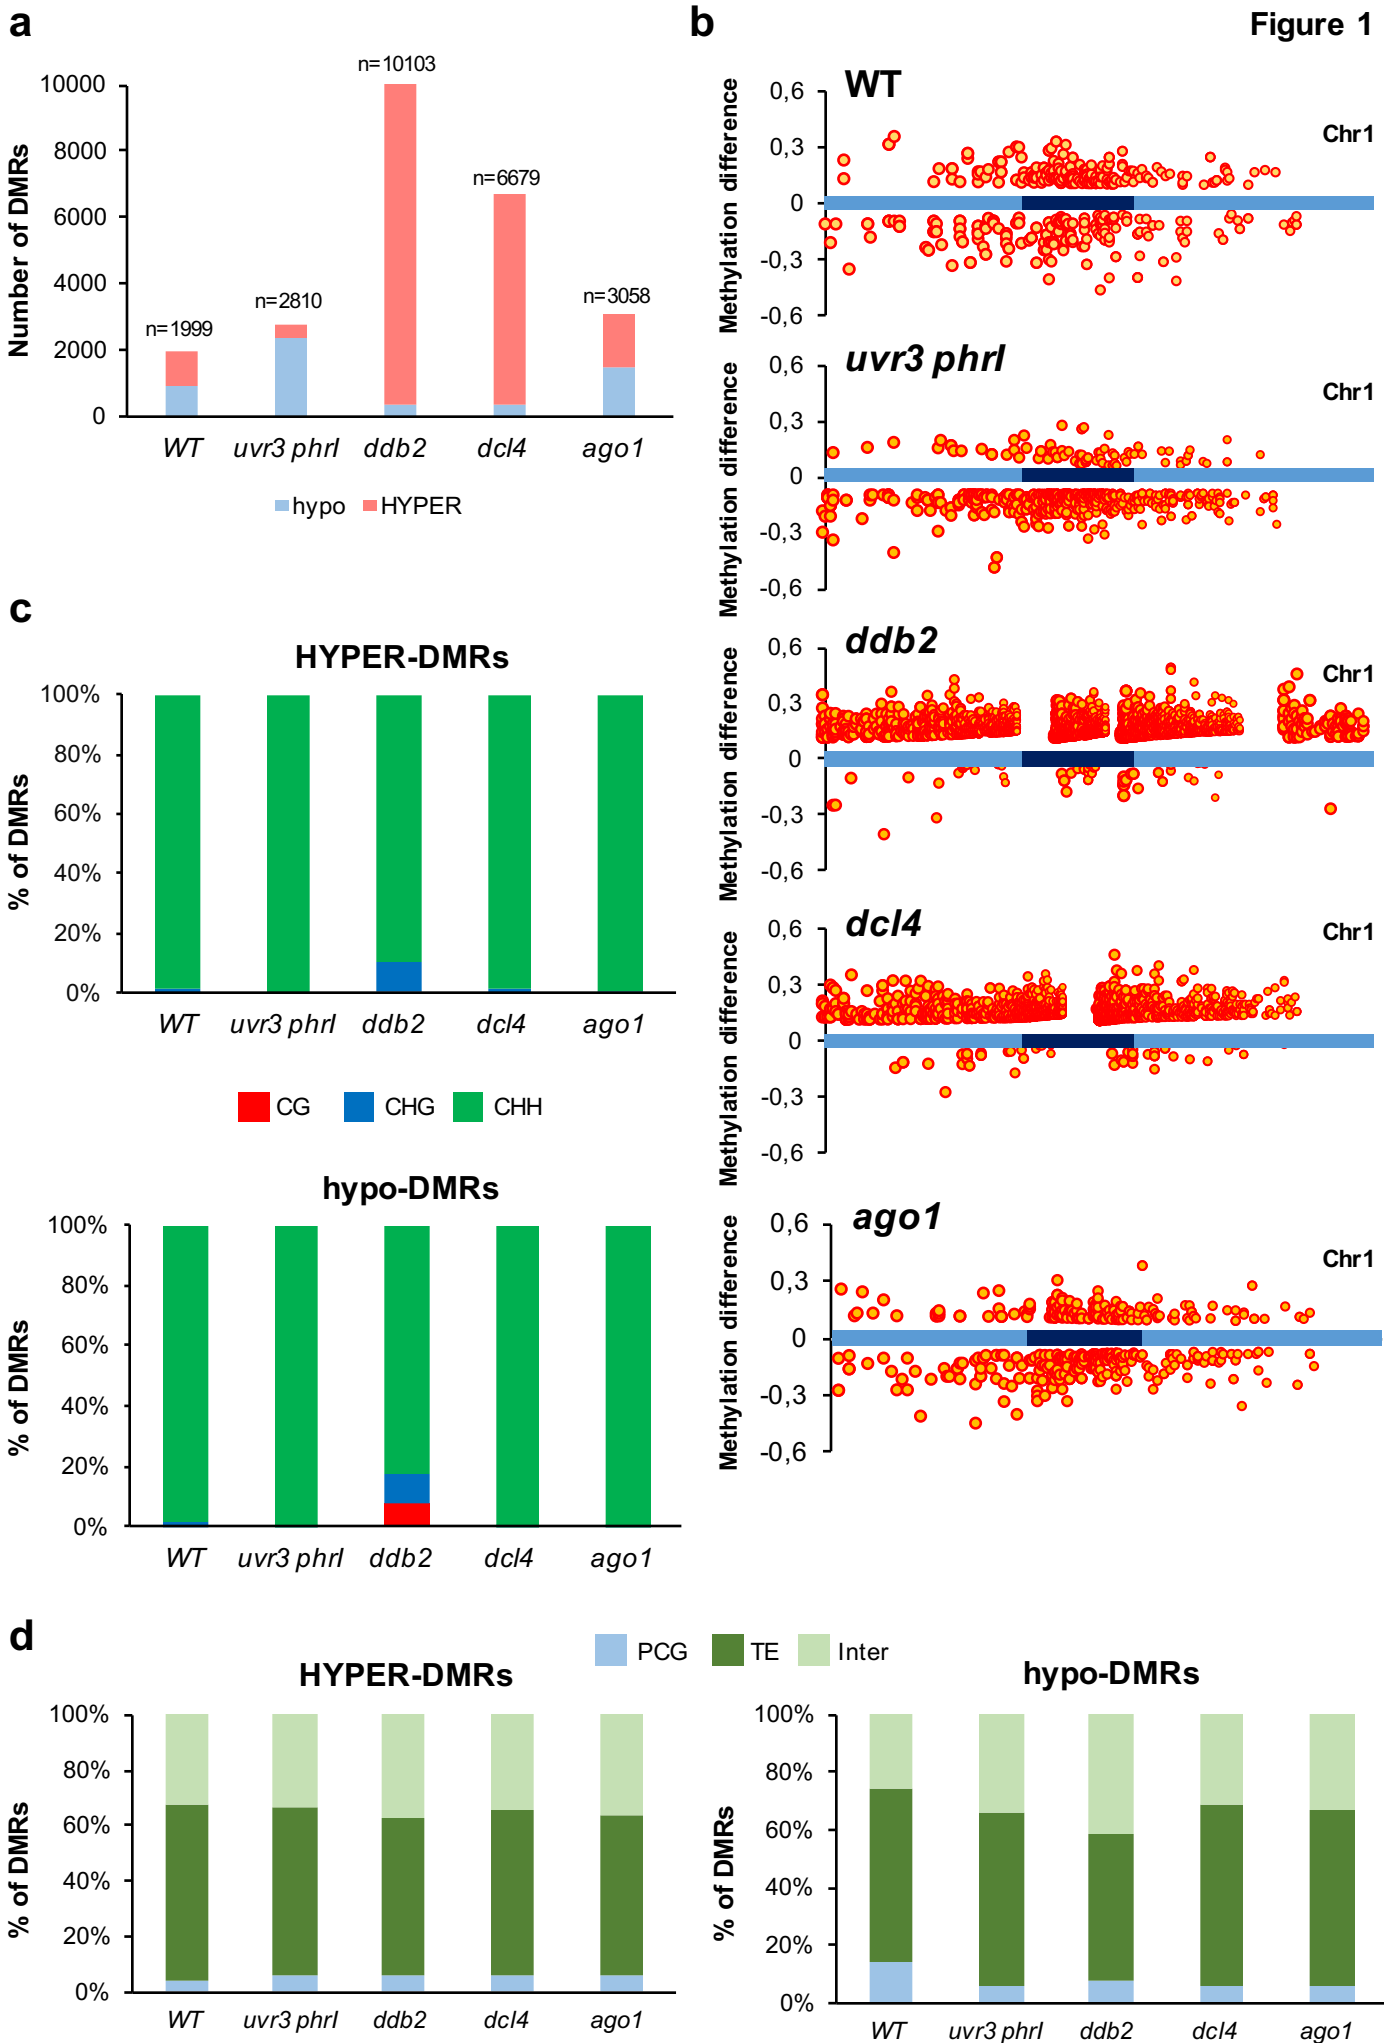 Figure 1
a
n=10103
n=6679
n=3058
n=2810
n=1999
10000
8000
6000
4000
2000
0
Number of DMRs
WT uvr3 phrI ddb2 dcl4 ago1
hypo HYPER
b
WT
Chr1
0,6
0,3
0
-0,3
-0,6
Methylation difference
uvr3 phrI
Chr1
0,6
0,3
0
-0,3
-0,6
Methylation difference
ddb2
Chr1
0,6
0,3
0
-0,3
-0,6
Methylation difference
dcl4
Chr1
0,6
0,3
0
-0,3
-0,6
Methylation difference
ago1
Chr1
0,6
0,3
0
-0,3
-0,6
Methylation difference
c
HYPER-DMRs
100%
80%
60%
40%
20%
0%
% of DMRs
WT uvr3 phrI ddb2 dcl4 ago1
CG CHG CHH
hypo-DMRs
100%
80%
60%
40%
20%
0%
% of DMRs
WT uvr3 phrI ddb2 dcl4 ago1
d
PCG TE Inter
HYPER-DMRs
100%
80%
60%
40%
20%
0%
% of DMRs
WT uvr3 phrI ddb2 dcl4 ago1
hypo-DMRs
100%
80%
60%
40%
20%
0%
% of DMRs
WT uvr3 phrI ddb2 dcl4 ago1